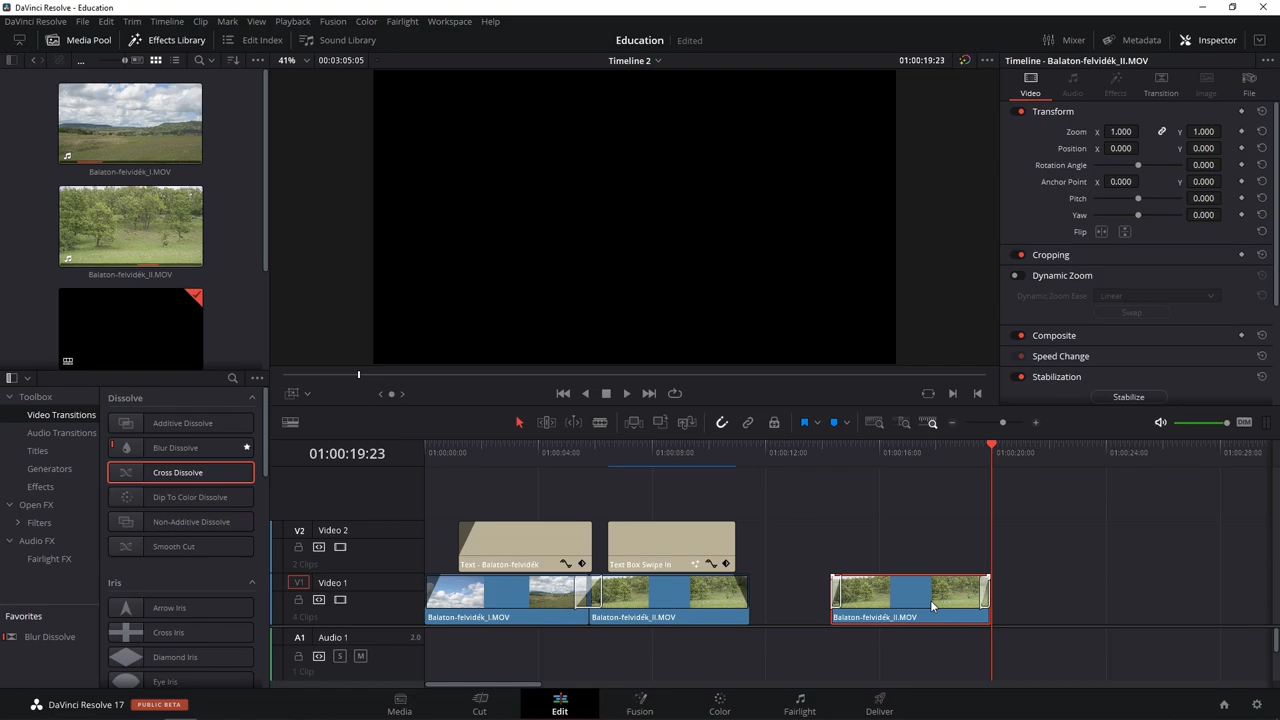 DaVinci Resolve - Education
DaVinci Resolve File Edit Trim Timeline Clip Mark View Playback Fusion Color Fairlight Workspace Help
Media Pool Effects Library Edit Index Sound Library Education Edited Mixer Metadata Inspector
... 41% 00:03:05:05 Timeline 2 01:00:19:23 Timeline - Balaton-felvidék_II.MOV
Video Audio Effects Transition Image File
Transform
Zoom X 1.000 Y 1.000
Position X 0.000 Y 0.000
Rotation Angle 0.000
Anchor Point X 0.000 Y 0.000
Pitch 0.000
Yaw 0.000
Flip
Cropping
Dynamic Zoom
Dynamic Zoom Ease Linear
Swap
Composite
Speed Change
Stabilization
Stabilize
Balaton-felvidék_I.MOV
Balaton-felvidék_II.MOV
Toolbox
Video Transitions
Audio Transitions
Titles
Generators
Effects
Open FX
Filters
Audio FX
Fairlight FX
Favorites
Blur Dissolve
Dissolve
Additive Dissolve
Blur Dissolve
Cross Dissolve
Dip To Color Dissolve
Non-Additive Dissolve
Smooth Cut
Iris
Arrow Iris
Cross Iris
Diamond Iris
Eye Iris
DIM
01:00:19:23
01:00:00:00 01:00:04:00 01:00:08:00 01:00:12:00 01:00:16:00 01:00:20:00 01:00:24:00 01:00:28:00
V2 Video 2
2 Clips
Text - Balaton-felvidék Text Box Swipe In
V1 Video 1
4 Clips
Balaton-felvidék_I.MOV Balaton-felvidék_II.MOV Balaton-felvidék_II.MOV
A1 Audio 1 2.0
S M
1 Clip
DaVinci Resolve 17 PUBLIC BETA Media Cut Edit Fusion Color Fairlight Deliver